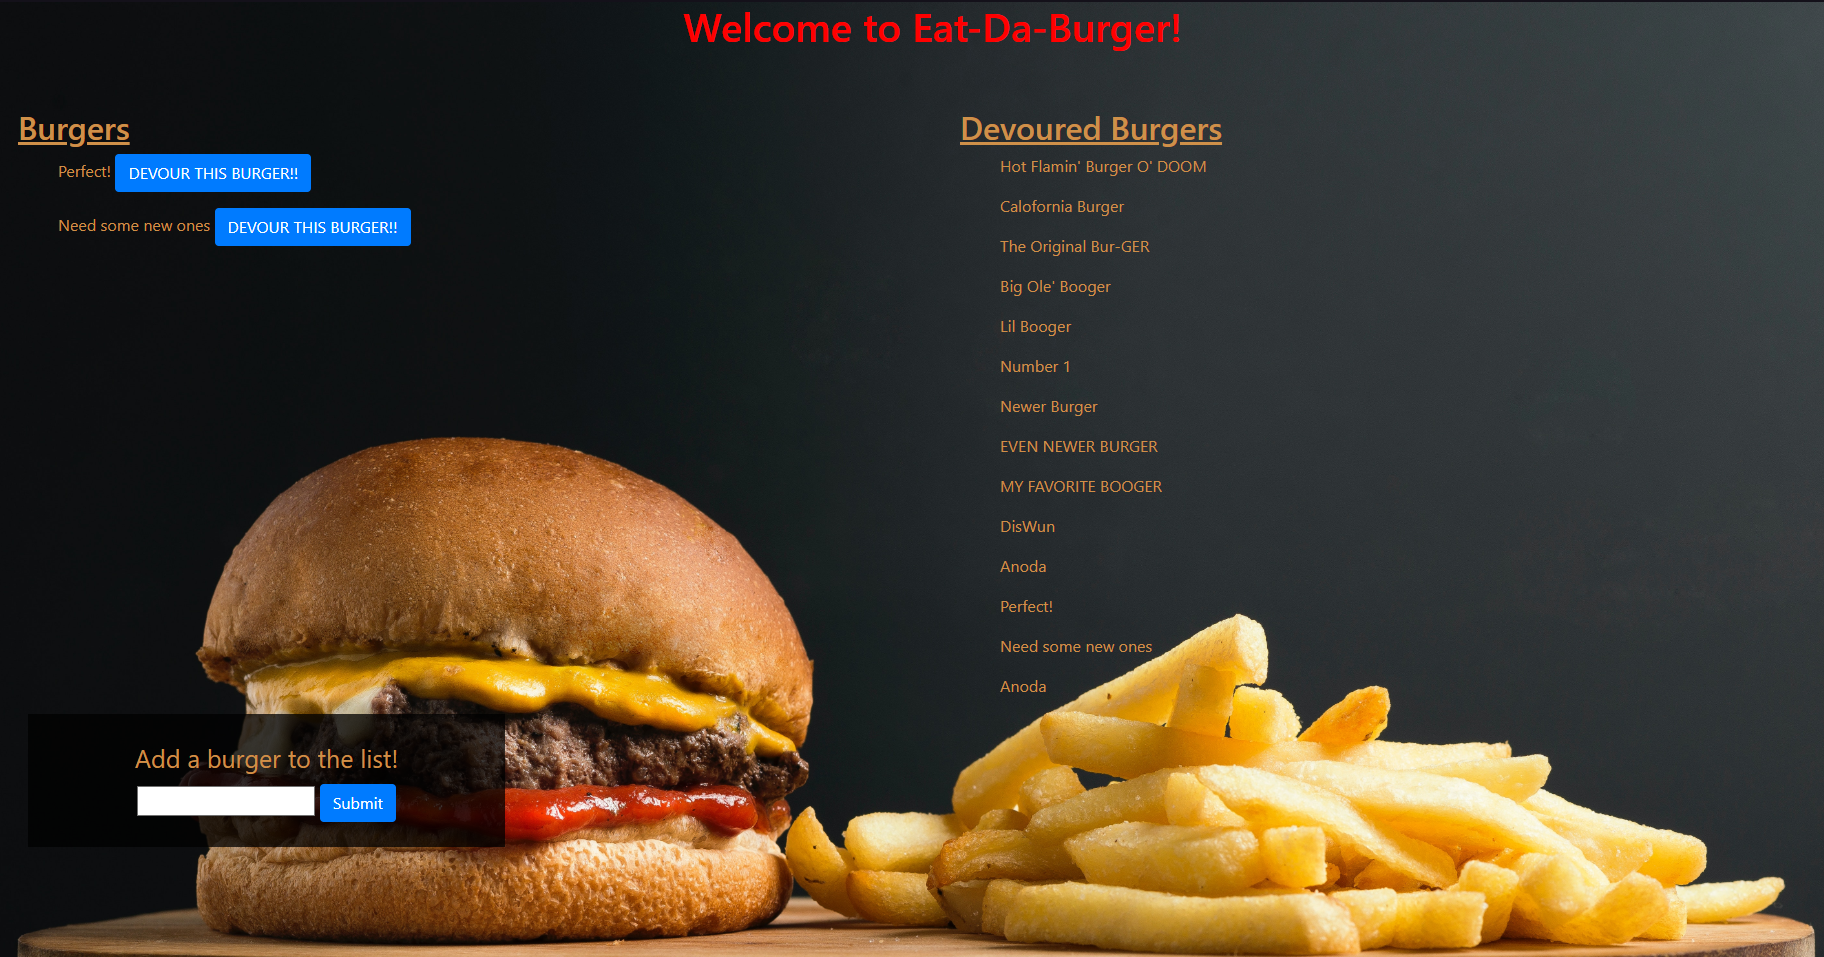 Welcome to Eat-Da-Burger!
Burgers
Perfect! DEVOUR THIS BURGER!!
Need some new ones DEVOUR THIS BURGER!!
Devoured Burgers
Hot Flamin' Burger O' DOOM
Calofornia Burger
The Original Bur-GER
Big Ole' Booger
Lil Booger
Number 1
Newer Burger
EVEN NEWER BURGER
MY FAVORITE BOOGER
DisWun
Anoda
Perfect!
Need some new ones
Anoda
Add a burger to the list!
Submit